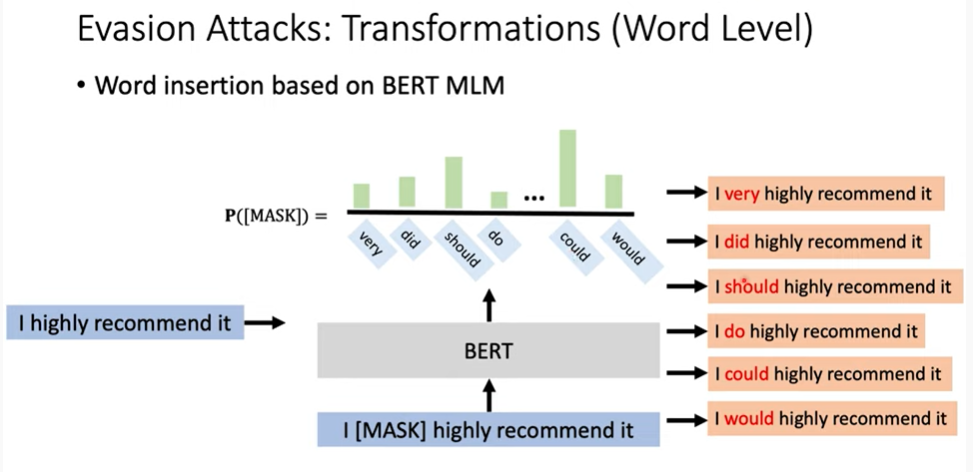 Evasion Attacks: Transformations (Word Level)
• Word insertion based on BERT MLM
P([MASK]) =
...
very
did
should
do
could
would
I highly recommend it
BERT
I [MASK] highly recommend it
I very highly recommend it
I did highly recommend it
I should highly recommend it
I do highly recommend it
I could highly recommend it
I would highly recommend it